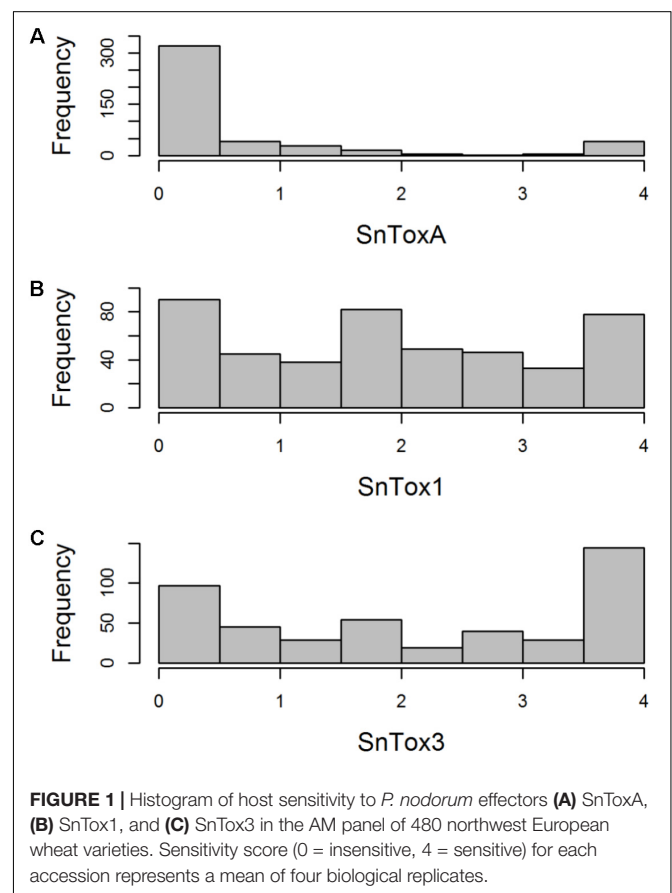 A
Frequency
0 150 300
0 1 2 3 4
SnToxA
B
Frequency
0 40 80
0 1 2 3 4
SnTox1
C
Frequency
0 50 100
0 1 2 3 4
SnTox3
FIGURE 1 | Histogram of host sensitivity to P. nodorum effectors (A) SnToxA,
(B) SnTox1, and (C) SnTox3 in the AM panel of 480 northwest European
wheat varieties. Sensitivity score (0 = insensitive, 4 = sensitive) for each
accession represents a mean of four biological replicates.